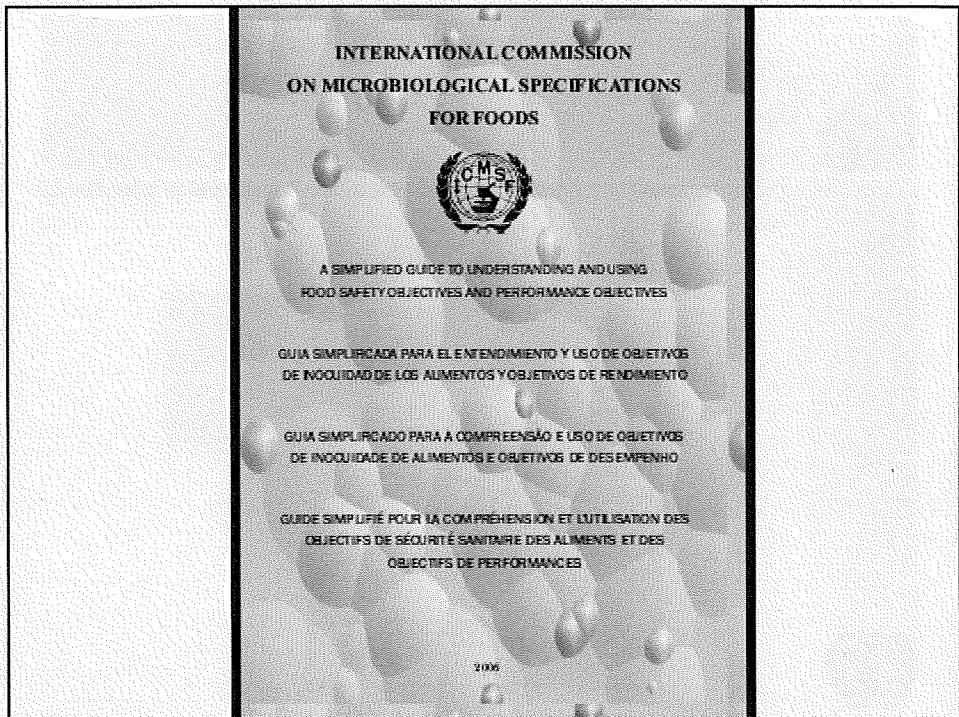 INTERNATIONAL COMMISSION
ON MICROBIOLOGICAL SPECIFICATIONS
FOR FOODS
ICMSF
A SIMPLIFIED GUIDE TO UNDERSTANDING AND USING
FOOD SAFETY OBJECTIVES AND PERFORMANCE OBJECTIVES
GUIA SIMPLIFICADA PARA EL ENTENDIMIENTO Y USO DE OBJETIVOS
DE INOCUIDAD DE LOS ALIMENTOS Y OBJETIVOS DE RENDIMIENTO
GUIA SIMPLIFICADO PARA A COMPREENSÃO E USO DE OBJETIVOS
DE INOCUIDADE DE ALIMENTOS E OBJETIVOS DE DESEMPENHO
GUIDE SIMPLIFIÉ POUR LA COMPRÉHENSION ET L'UTILISATION DES
OBJECTIFS DE SÉCURITÉ SANITAIRE DES ALIMENTS ET DES
OBJECTIFS DE PERFORMANCES
2006